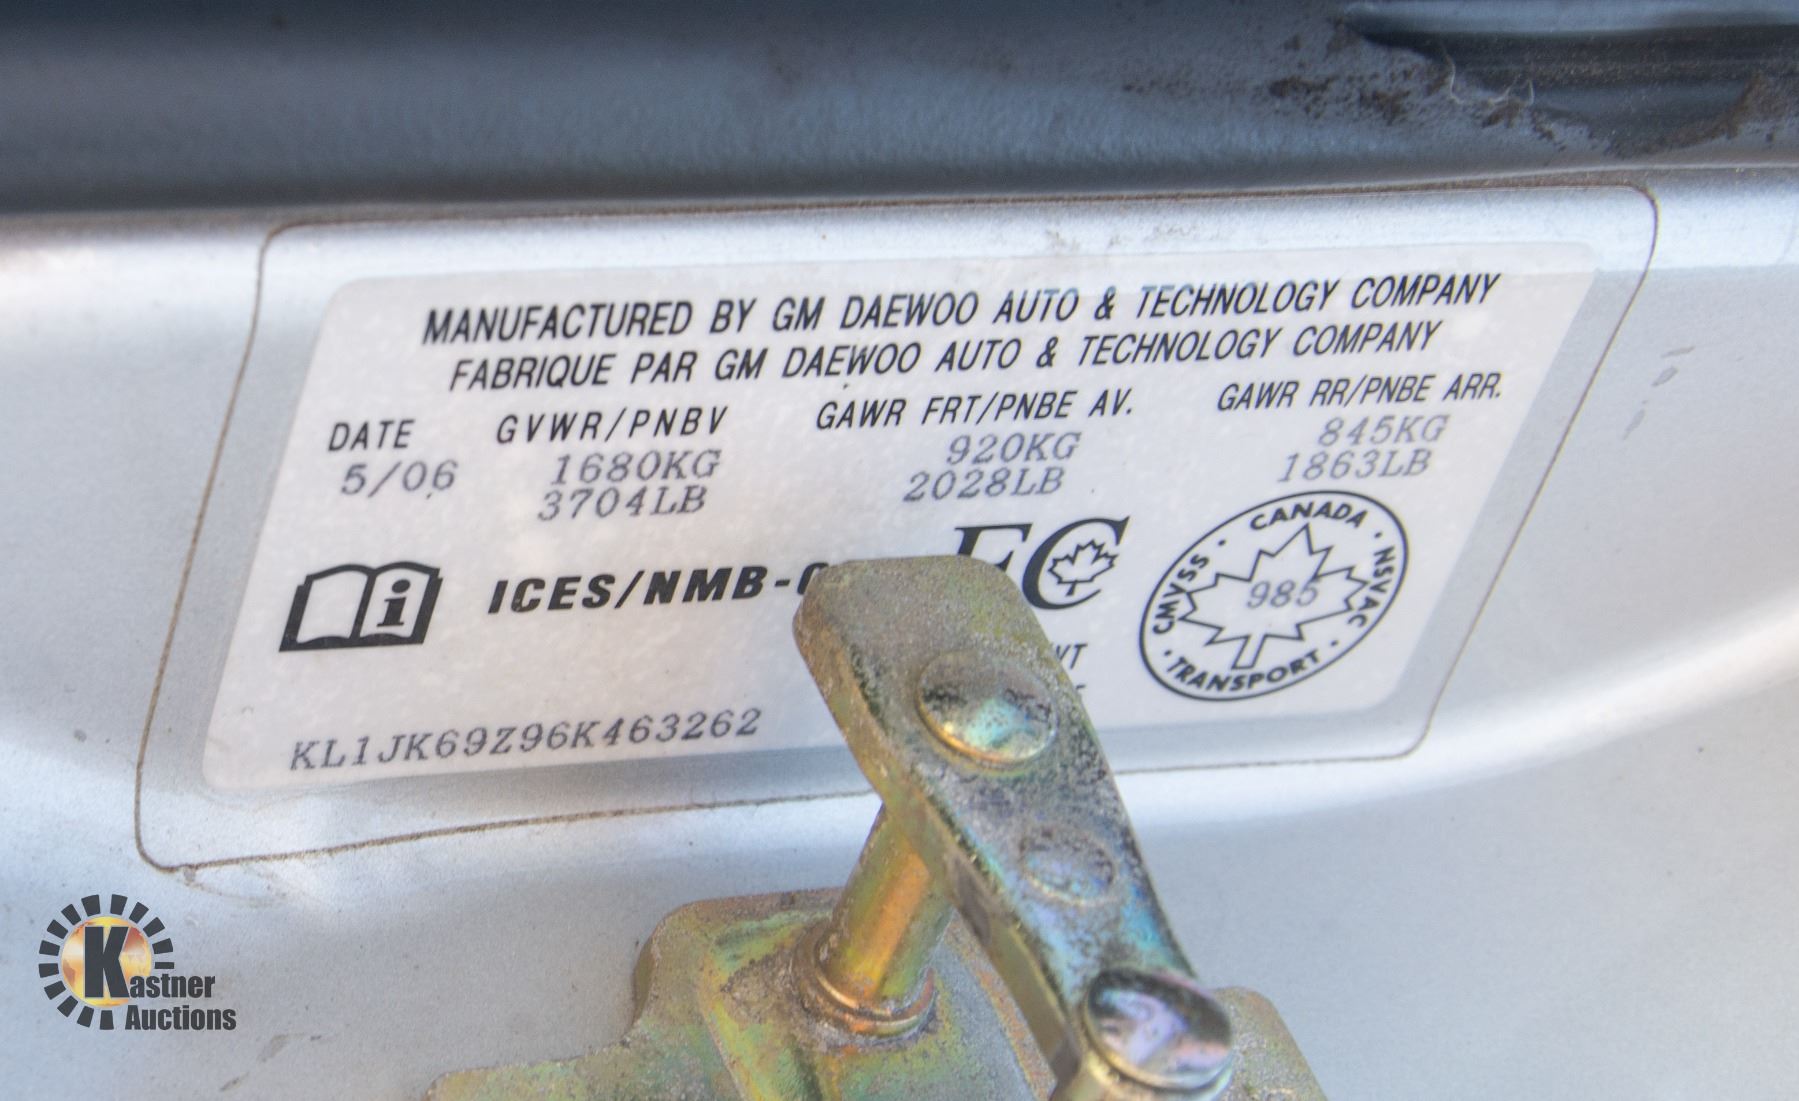 MANUFACTURED BY GM DAEWOO AUTO & TECHNOLOGY COMPANY
FABRIQUE PAR GM DAEWOO AUTO & TECHNOLOGY COMPANY
DATE GVWR/PNBV GAWR FRT/PNBE AV. GAWR RR/PNBE ARR.
5/06 1680KG 920KG 845KG
3704LB 2028LB 1863LB
ICES/NMB-
CANADA · NSVAC · TRANSPORT · CMVSS ·
985
KL1JK69Z96K463262
Kastner
Auctions